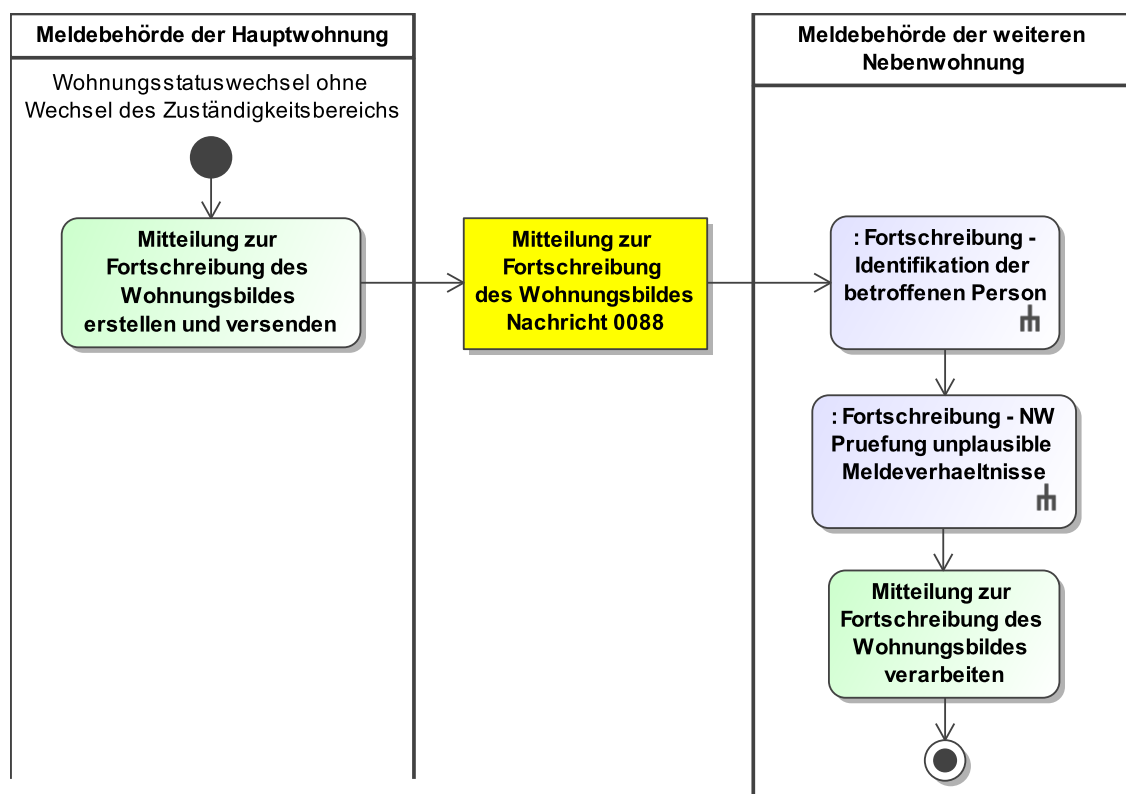 Meldebehörde der Hauptwohnung
Wohnungsstatuswechsel ohne
Wechsel des Zuständigkeitsbereichs
Mitteilung zur
Fortschreibung des
Wohnungsbildes
erstellen und versenden
Mitteilung zur
Fortschreibung
des Wohnungsbildes
Nachricht 0088
Meldebehörde der weiteren
Nebenwohnung
: Fortschreibung -
Identifikation der
betroffenen Person
: Fortschreibung - NW
Pruefung unplausible
Meldeverhaeltnisse
Mitteilung zur
Fortschreibung des
Wohnungsbildes
verarbeiten